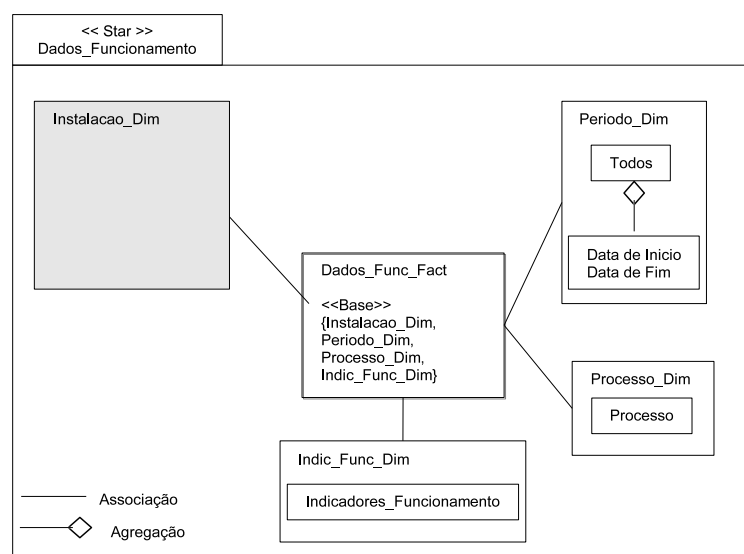 << Star >>
Dados_Funcionamento
Instalacao_Dim
Periodo_Dim
Todos
Data de Inicio
Data de Fim
Dados_Func_Fact
<<Base>>
{Instalacao_Dim,
Periodo_Dim,
Processo_Dim,
Indic_Func_Dim}
Processo_Dim
Processo
Indic_Func_Dim
Indicadores_Funcionamento
Associação
Agregação